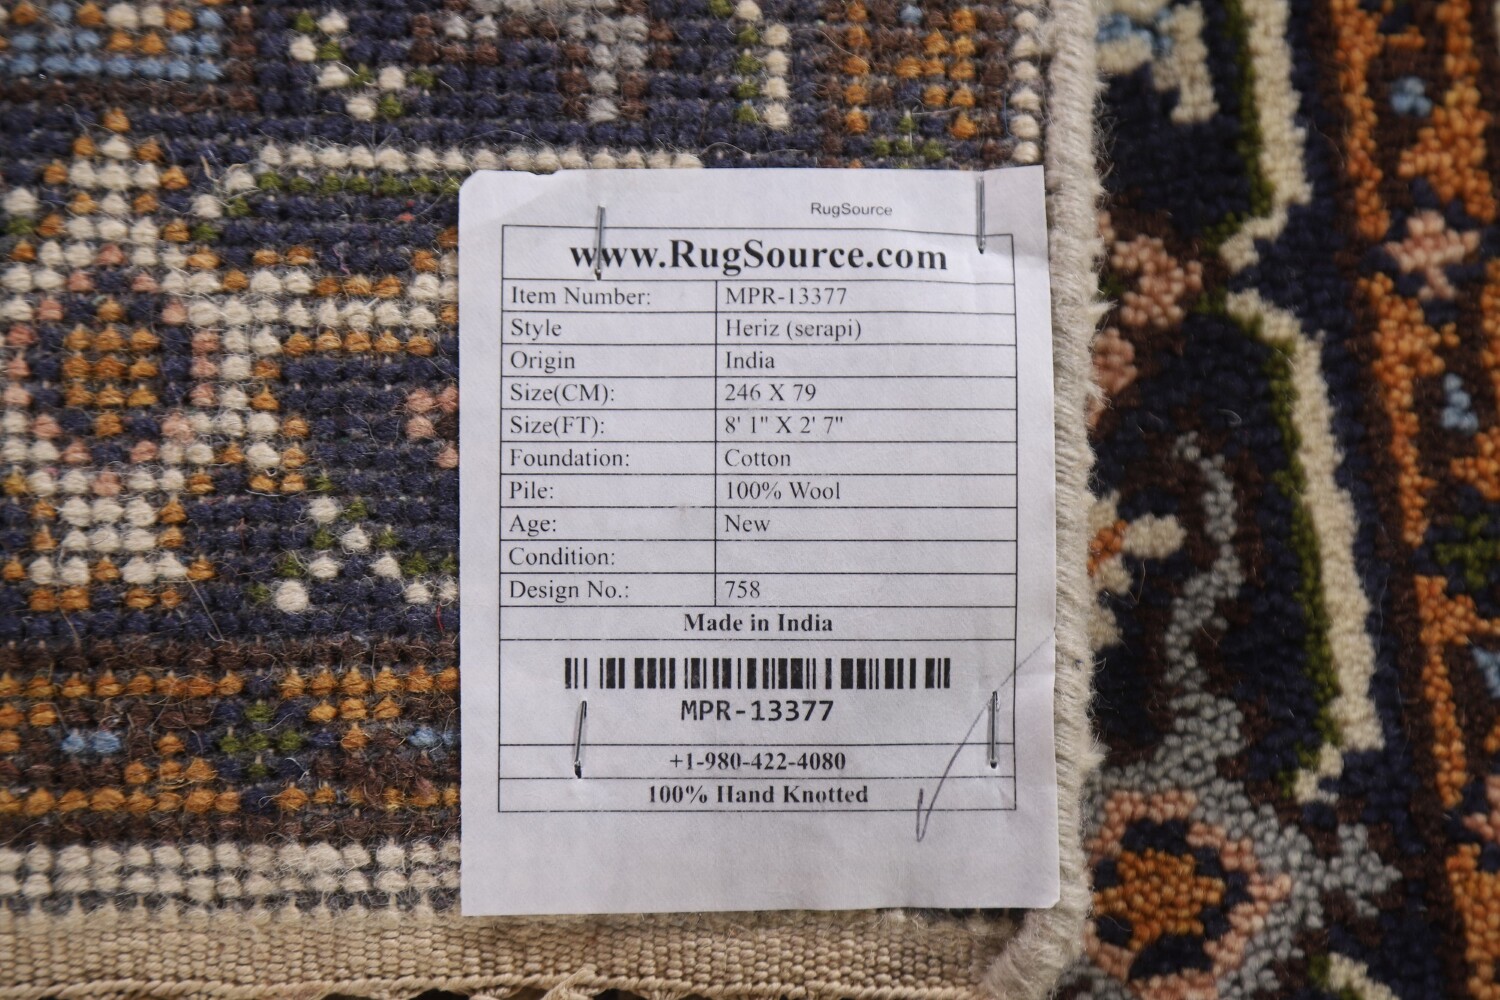 RugSource
www.RugSource.com
Item Number: MPR-13377
Style Heriz (serapi)
Origin India
Size(CM): 246 X 79
Size(FT): 8' 1" X 2' 7"
Foundation: Cotton
Pile: 100% Wool
Age: New
Condition:
Design No.: 758
Made in India
MPR-13377
+1-980-422-4080
100% Hand Knotted